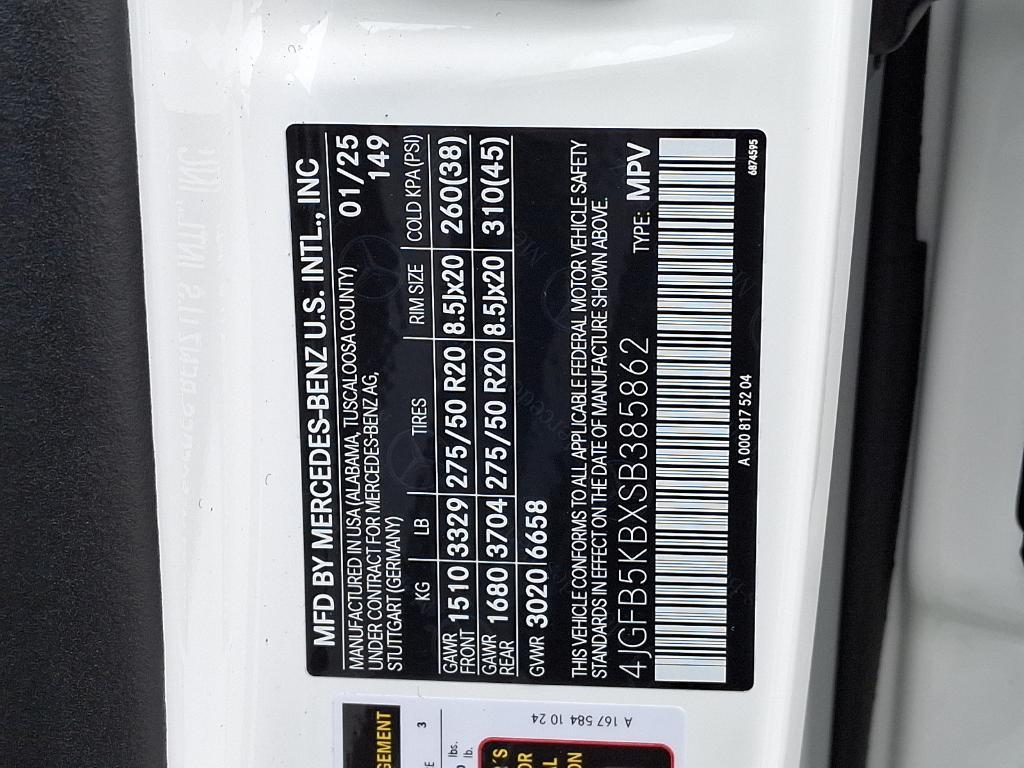 MFD BY MERCEDES-BENZ U.S. INTL., INC
MANUFACTURED IN USA (ALABAMA, TUSCALOOSA COUNTY) 01/25
UNDER CONTRACT FOR MERCEDES-BENZ AG, 149
STUTTGART (GERMANY)
KG LB TIRES RIM SIZE COLD KPA (PSI)
GAWR FRONT 1510 3329 275/50 R20 8.5Jx20 260(38)
GAWR REAR 1680 3704 275/50 R20 8.5Jx20 310(45)
GVWR 3020 6658
THIS VEHICLE CONFORMS TO ALL APPLICABLE FEDERAL MOTOR VEHICLE SAFETY
STANDARDS IN EFFECT ON THE DATE OF MANUFACTURE SHOWN ABOVE.
4JGFB5KBXSB385862 TYPE: MPV
A 000 817 52 04
6874595
A 167 584 10 24
3
lbs.
lb.